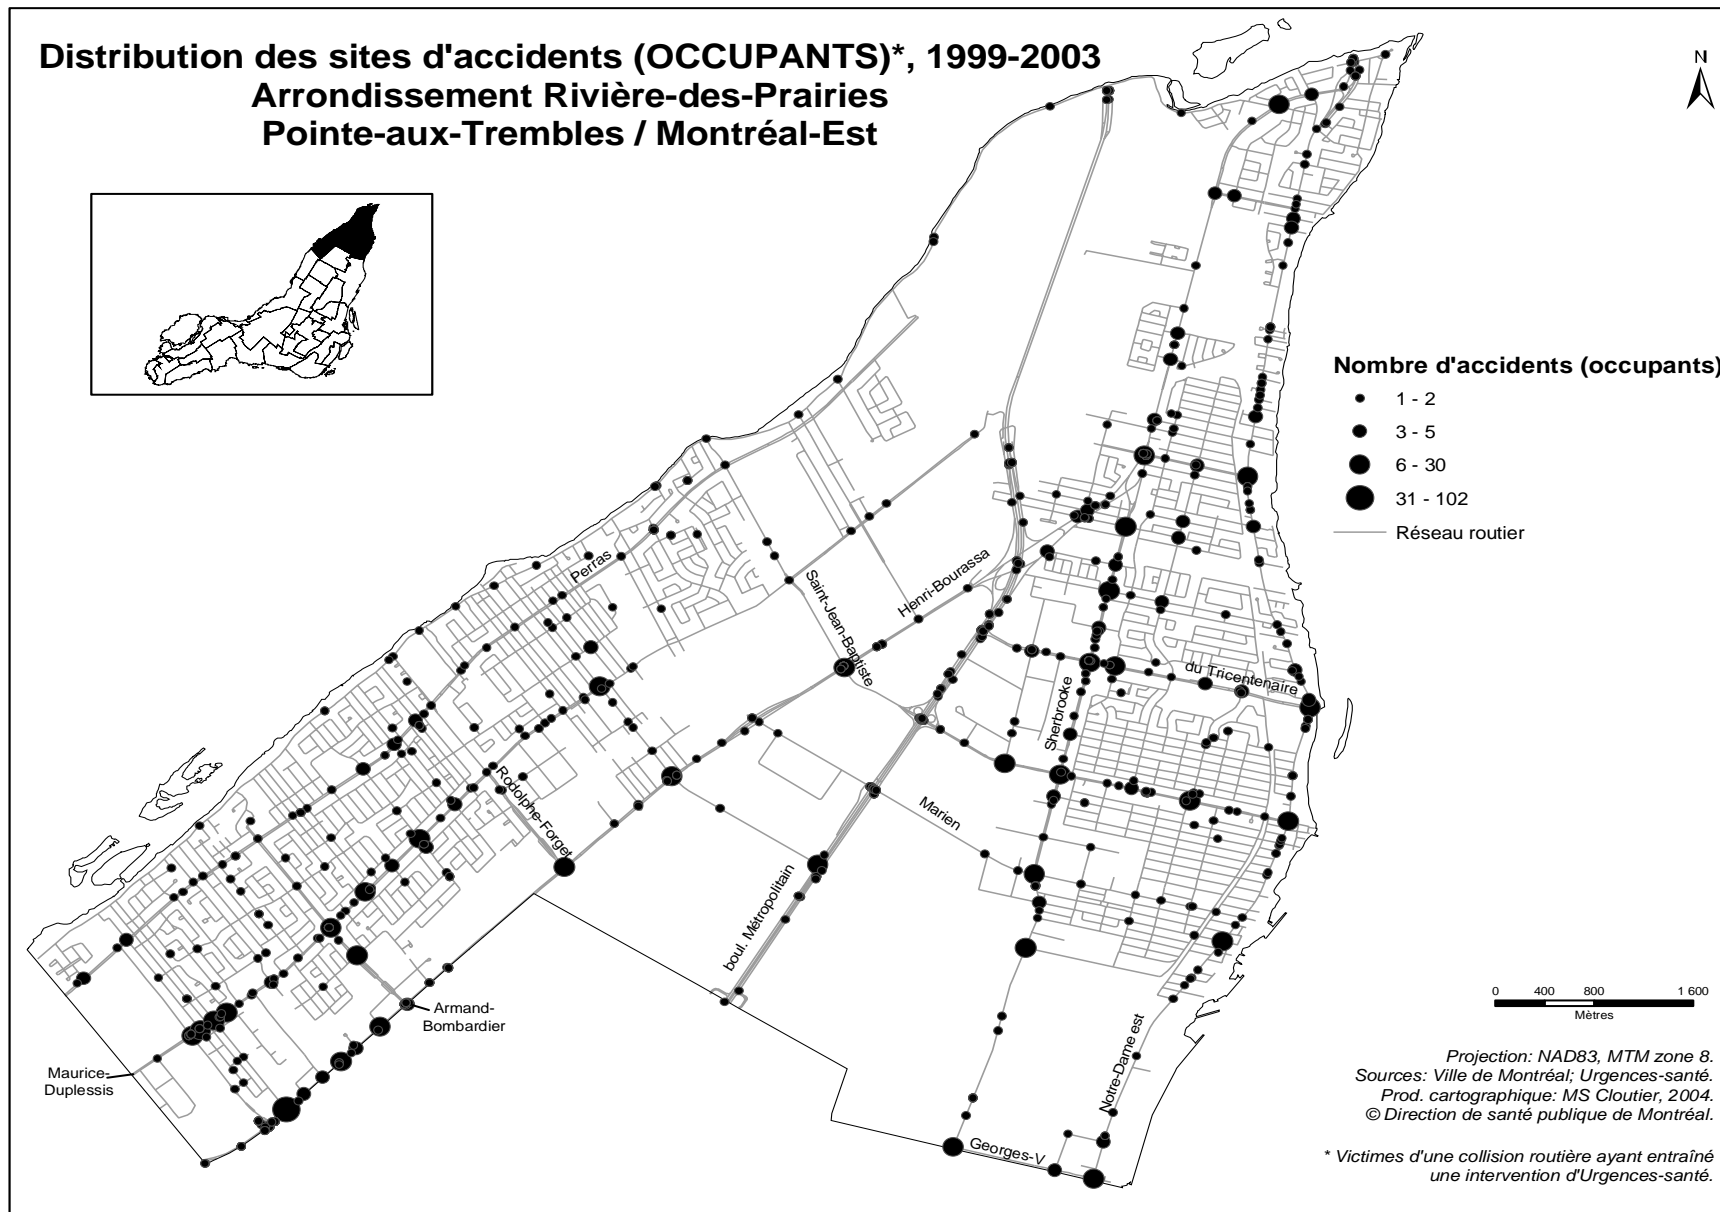 Distribution des sites d'accidents (OCCUPANTS)*, 1999-2003
Arrondissement Rivière-des-Prairies
Pointe-aux-Trembles / Montréal-Est
N
Nombre d'accidents (occupants)
1 - 2
3 - 5
6 - 30
31 - 102
Réseau routier
Perras
Saint-Jean-Baptiste
Henri-Bourassa
du Tricentenaire
Sherbrooke
Rodolphe-Forget
Marien
boul. Métropolitain
Armand-
Bombardier
Maurice-
Duplessis
Notre-Dame est
Georges-V
0 400 800 1 600
Mètres
Projection: NAD83, MTM zone 8.
Sources: Ville de Montréal; Urgences-santé.
Prod. cartographique: MS Cloutier, 2004.
© Direction de santé publique de Montréal.
* Victimes d'une collision routière ayant entraîné
une intervention d'Urgences-santé.